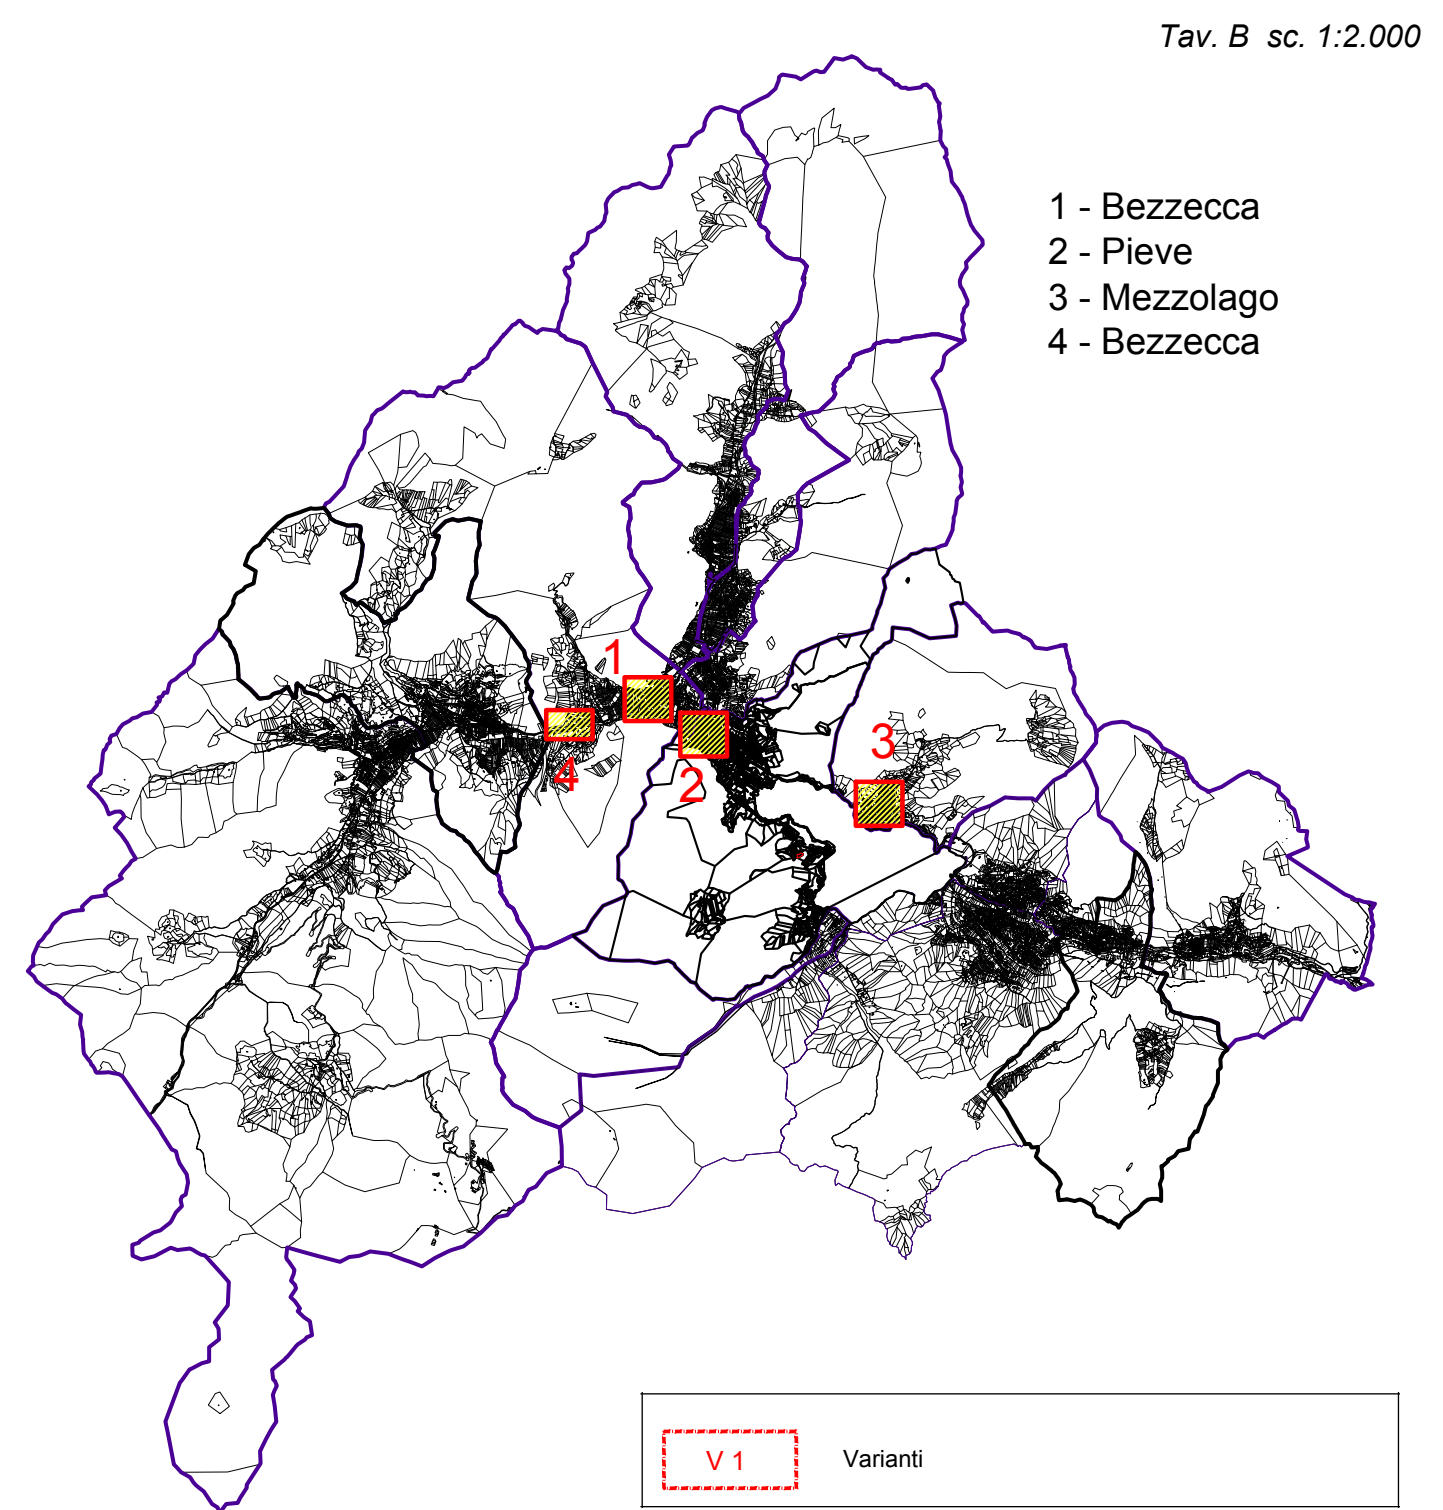 Tav. B sc. 1:2.000
1 - Bezzecca
2 - Pieve
3 - Mezzolago
4 - Bezzecca
1
2
3
4
V 1 Varianti